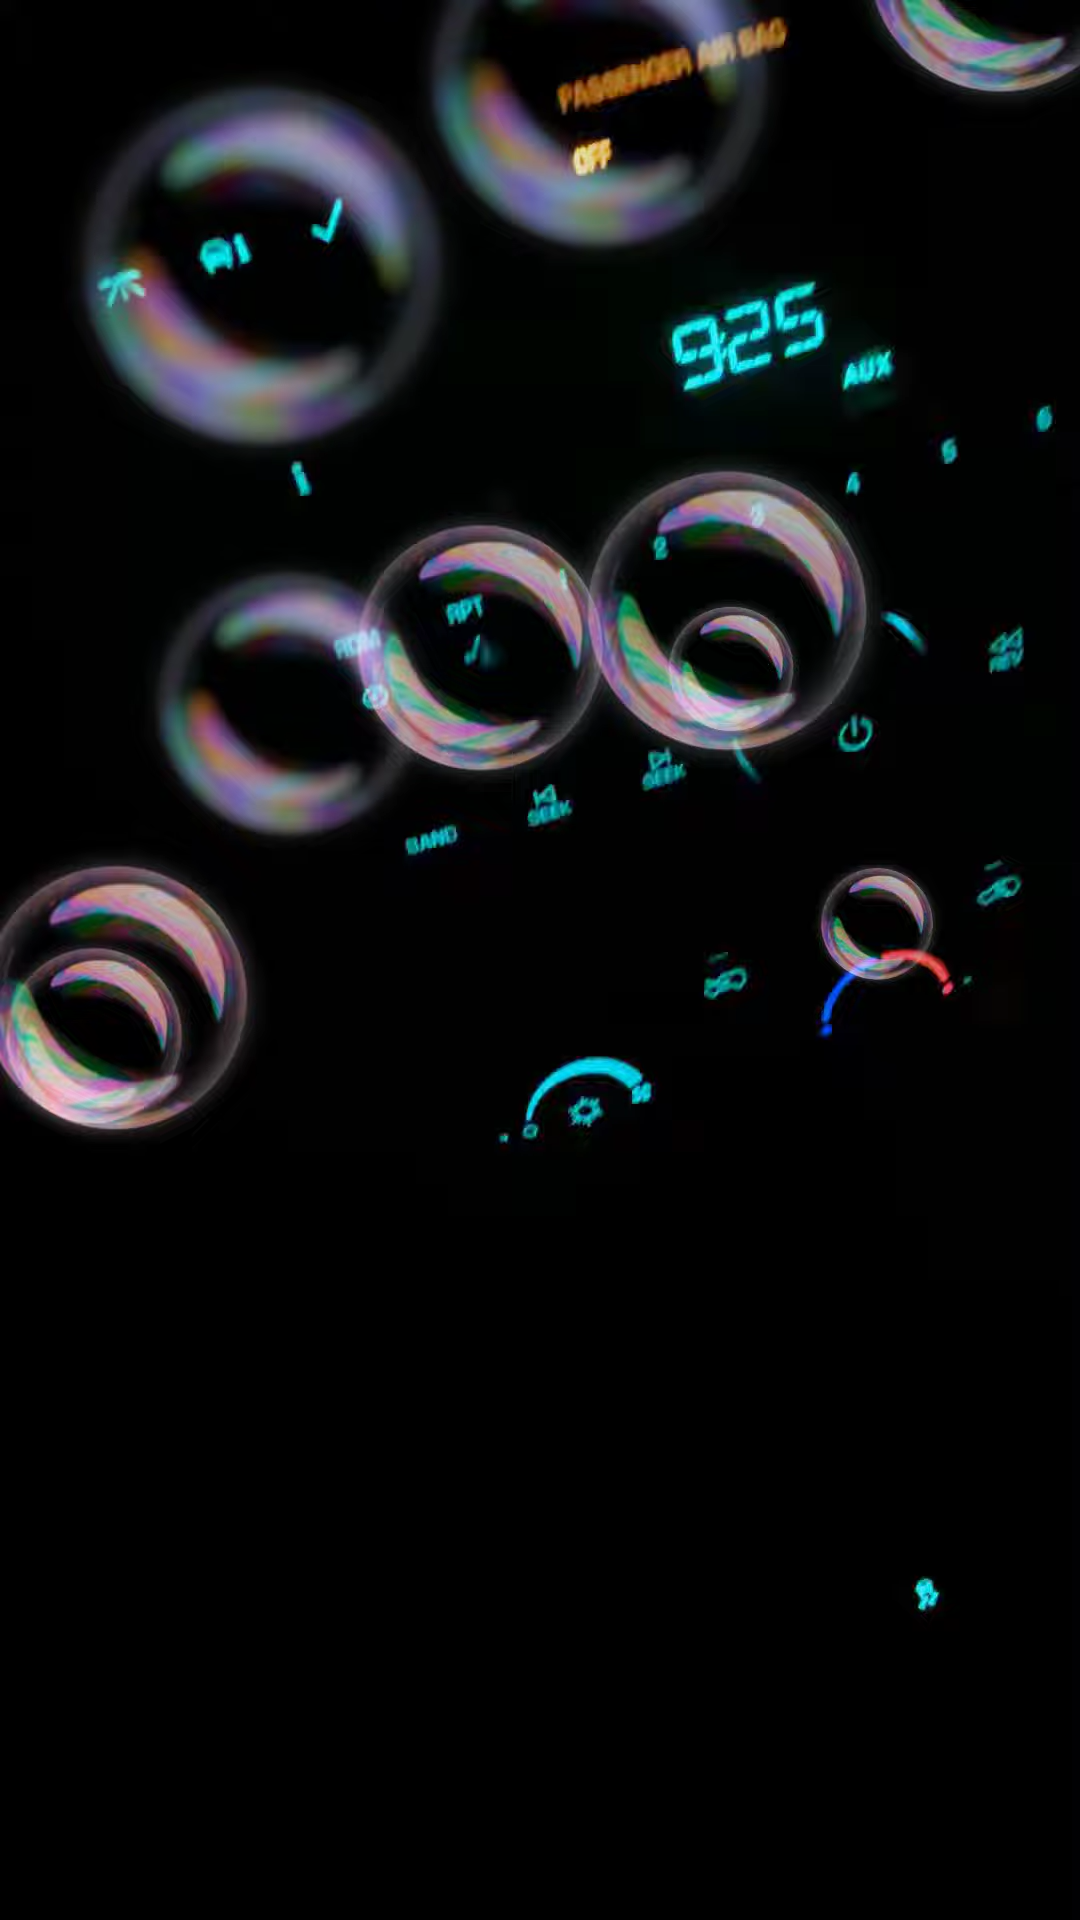 PASSENGER AIR BAG
OFF
925
AUX
6
5
4
3
2
1
RPT
RDM
REV
SEEK
SEEK
BAND